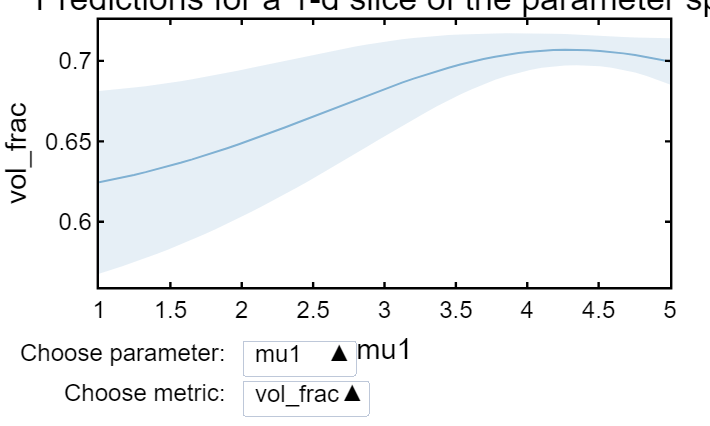 Predictions for a 1-d slice of the parameter sp
vol_frac
0.7
0.65
0.6
1 1.5 2 2.5 3 3.5 4 4.5 5
mu1
Choose parameter: mu1 ▲
Choose metric: vol_frac ▲